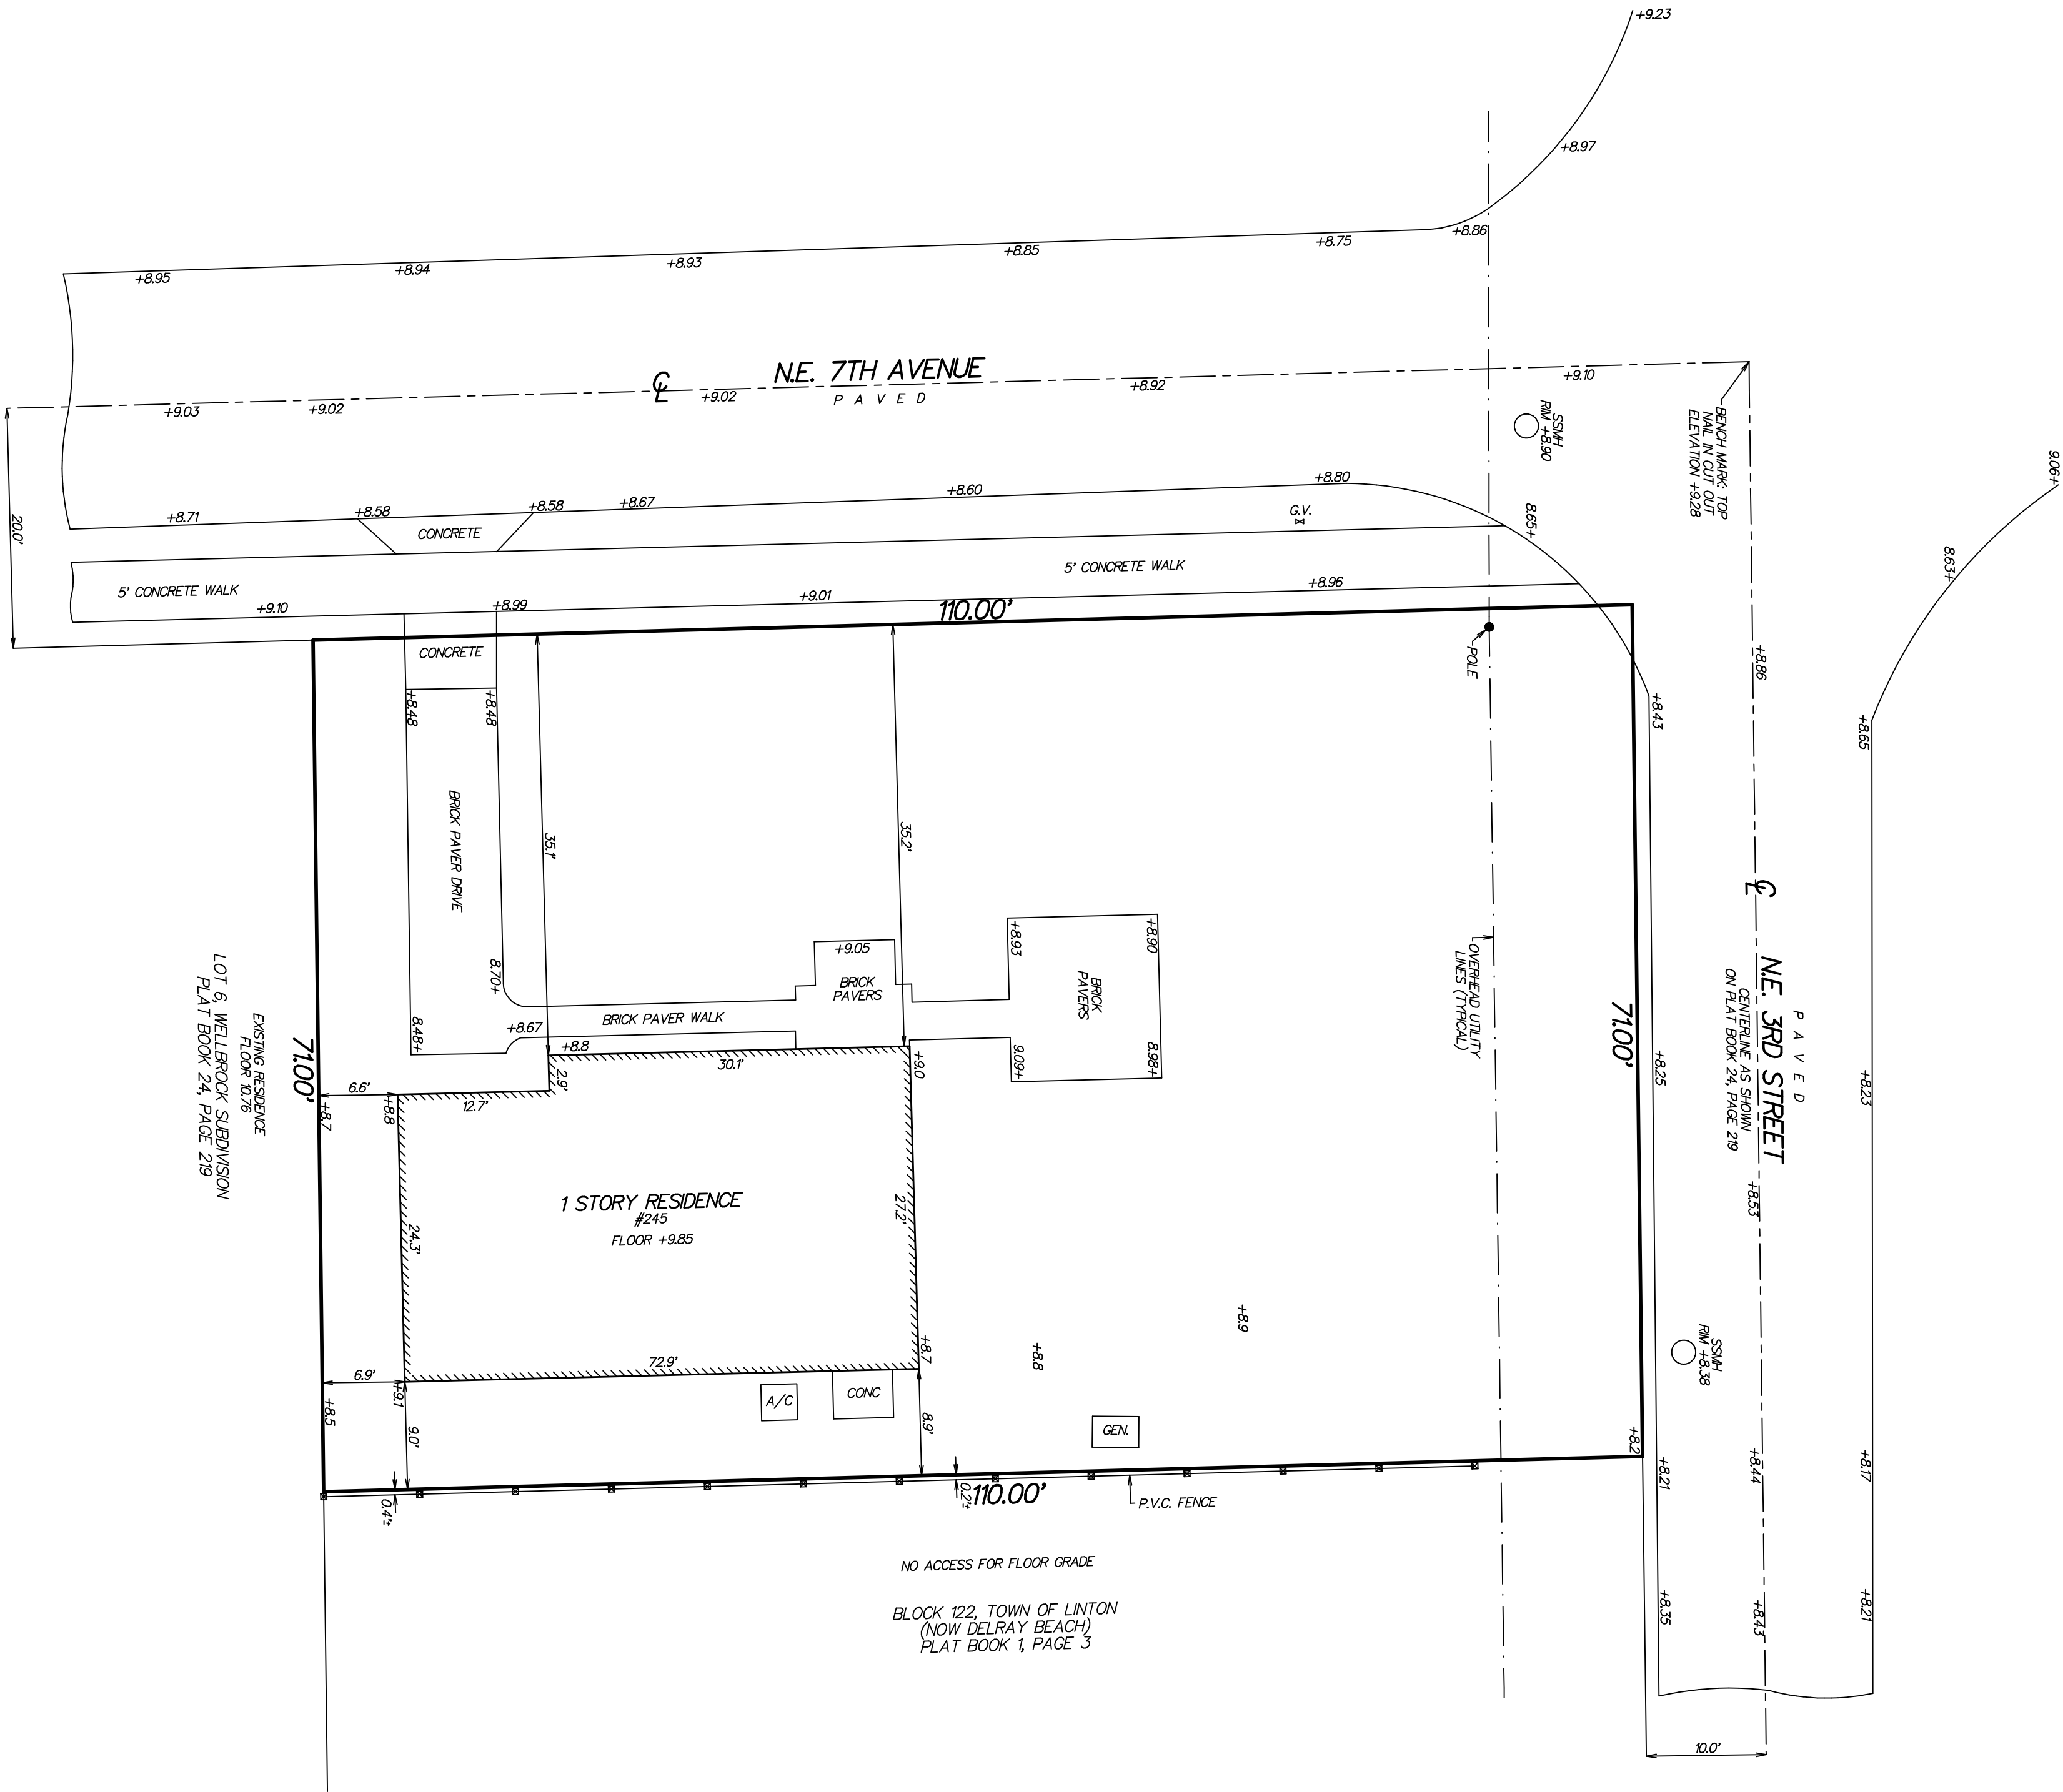 +9.23
+8.97
+8.86
+8.75
+8.85
+8.93
+8.94
+8.95
N.E. 7TH AVENUE
P A V E D
+9.03
+9.02
+9.02
+8.92
+9.10
SSMH
RIM +8.90
BENCH MARK: TOP
NAIL IN CUT OUT
ELEVATION +9.28
9.06+
8.63+
8.65+
20.0'
+8.71
+8.58
+8.58
+8.67
+8.60
+8.80
CONCRETE
G.V.
5' CONCRETE WALK
5' CONCRETE WALK
+9.10
+8.99
+9.01
+8.96
110.00'
CONCRETE
+8.48
+8.48
POLE
+8.43
+8.86
+8.65
BRICK PAVER DRIVE
35.1'
35.2'
℄
N.E. 3RD STREET
P A V E D
CENTERLINE AS SHOWN
ON PLAT BOOK 24, PAGE 219
OVERHEAD UTILITY
LINES (TYPICAL)
+9.05
BRICK
PAVERS
+8.93
+8.90
BRICK
PAVERS
9.09+
8.98+
8.70+
8.48+
+8.67
BRICK PAVER WALK
+8.8
30.1'
+9.0
2.9'
12.7'
6.6'
+8.7
+8.8
71.00'
71.00'
+8.25
+8.23
+8.53
EXISTING RESIDENCE
FLOOR 10.76
LOT 6, WELLBROCK SUBDIVISION
PLAT BOOK 24, PAGE 219
1 STORY RESIDENCE
#245
FLOOR +9.85
24.3'
27.2'
72.9'
6.9'
+9.1
+8.5
9.0'
A/C
CONC
+8.7
8.9'
+8.8
+8.9
GEN.
SSMH
RIM +8.38
+8.2
+8.21
+8.44
+8.17
0.4'±
0.2'±
110.00'
P.V.C. FENCE
NO ACCESS FOR FLOOR GRADE
BLOCK 122, TOWN OF LINTON
(NOW DELRAY BEACH)
PLAT BOOK 1, PAGE 3
+8.35
+8.43
+8.21
10.0'
℄